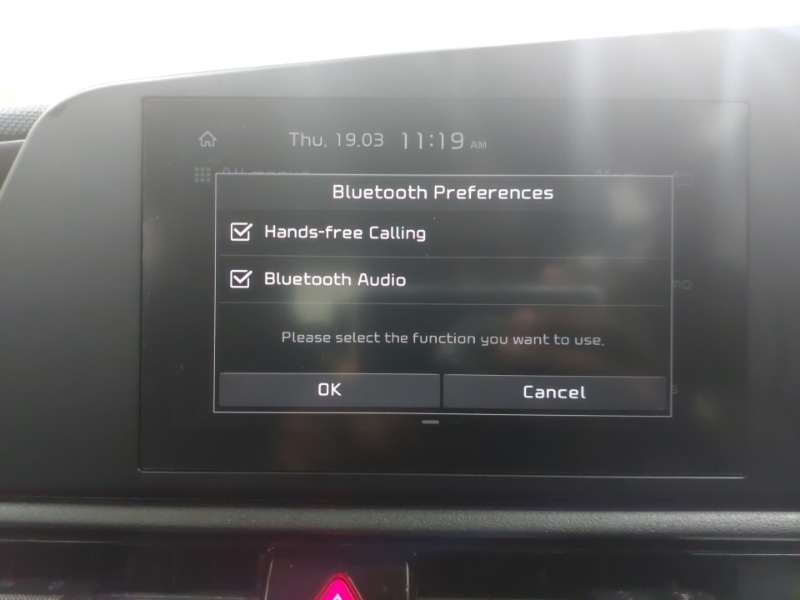 Thu, 19.03 11:19 AM
Bluetooth Preferences
Hands-free Calling
Bluetooth Audio
Please select the function you want to use.
OK Cancel